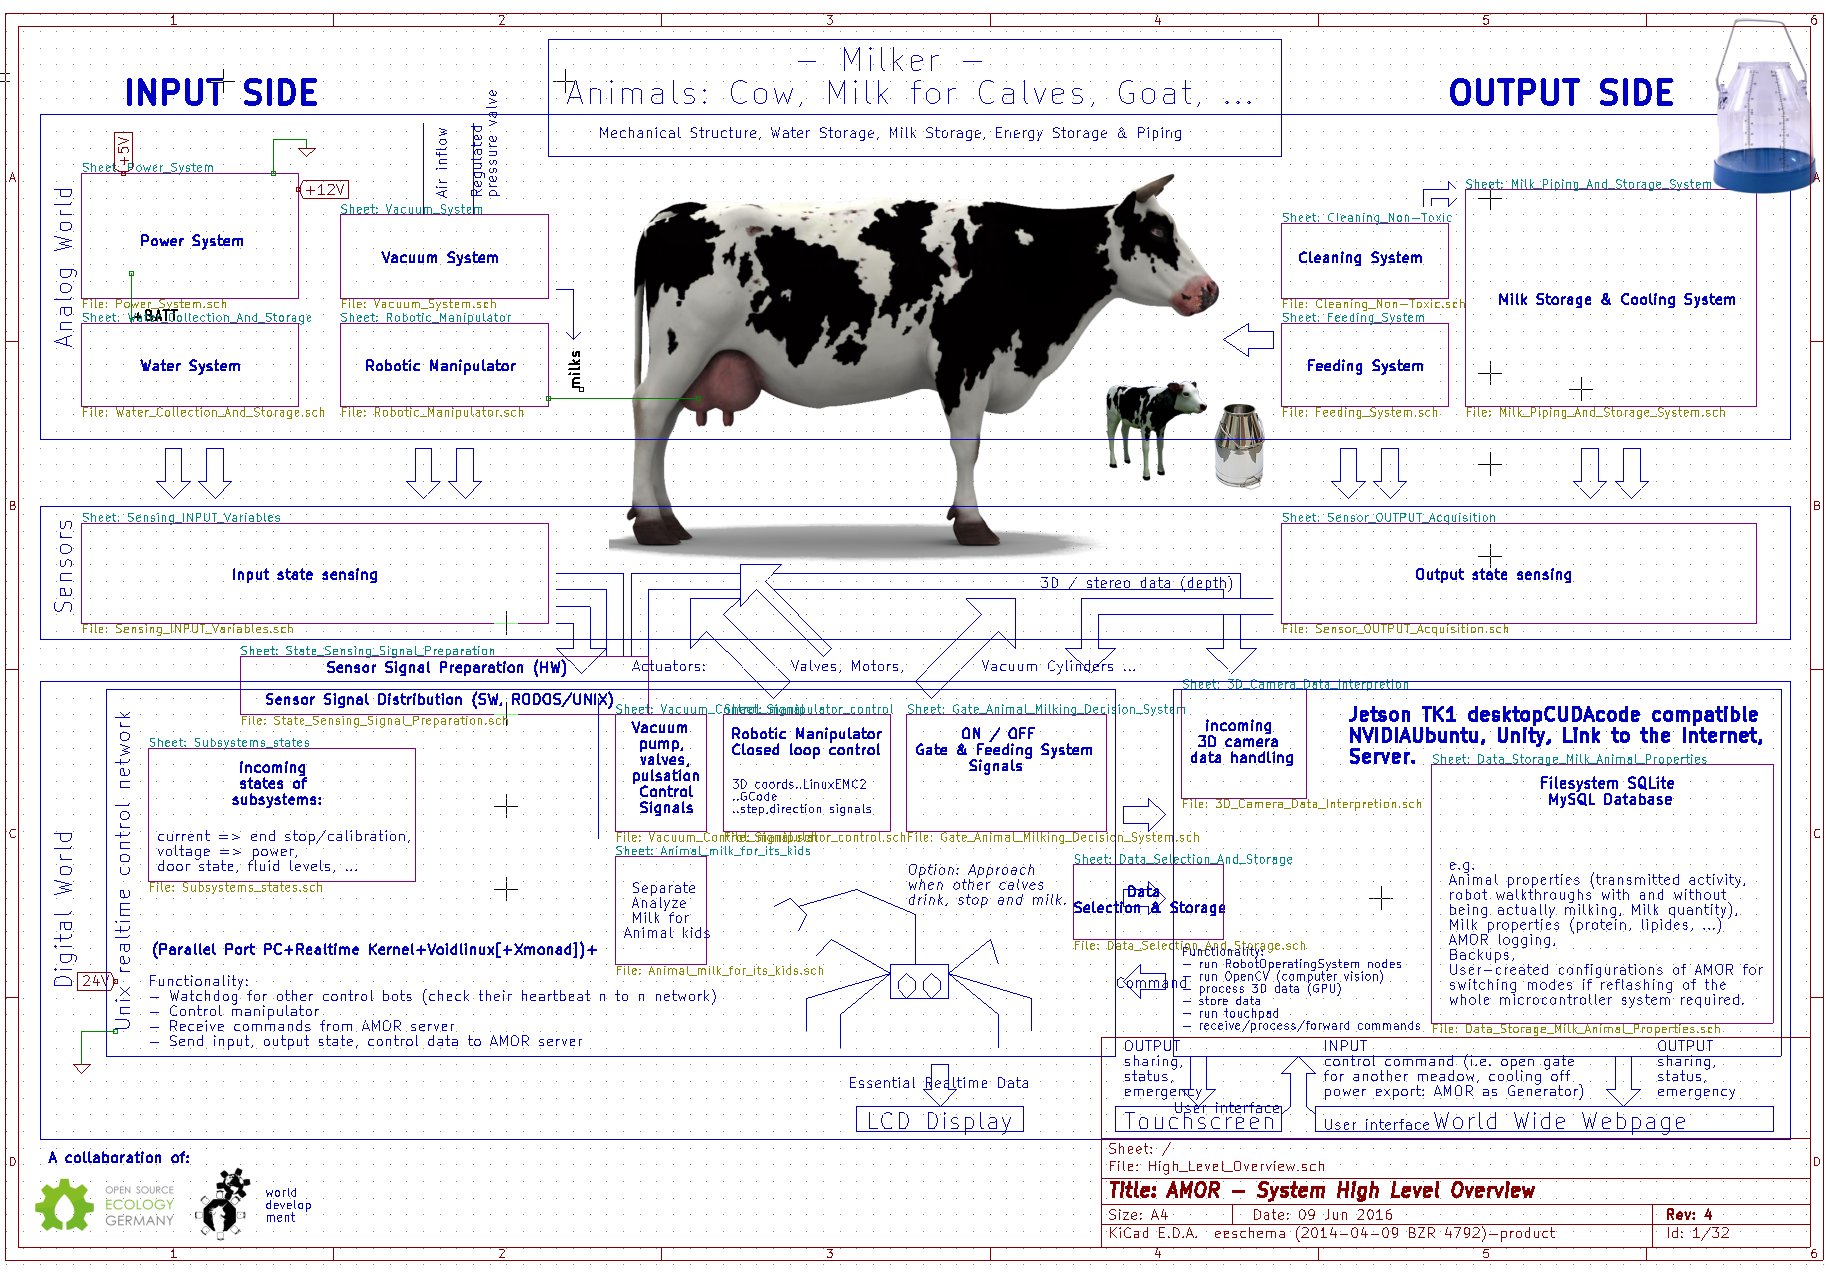 1 2 3 4 5 6
INPUT SIDE
– Milker –
Animals: Cow, Milk for Calves, Goat, ...
Mechanical Structure, Water Storage, Milk Storage, Energy Storage & Piping
OUTPUT SIDE
A
A
Analog World
+5V
+12V
Sheet: Power_System
Power System
File: Power_System.sch
+BATT
Air inflow
Regulated
pressure valve
Sheet: Vacuum_System
Vacuum System
File: Vacuum_System.sch
Sheet: Water_Collection_And_Storage
Water System
File: Water_Collection_And_Storage.sch
Sheet: Robotic_Manipulator
Robotic Manipulator
File: Robotic_Manipulator.sch
milks
Sheet: Cleaning_Non-Toxic
Cleaning System
File: Cleaning_Non-Toxic.sch
Sheet: Feeding_System
Feeding System
File: Feeding_System.sch
Sheet: Milk_Piping_And_Storage_System
Milk Storage & Cooling System
File: Milk_Piping_And_Storage_System.sch
B
B
Sensors
Sheet: Sensing_INPUT_Variables
Input state sensing
File: Sensing_INPUT_Variables.sch
Sheet: Sensor_OUTPUT_Acquisition
Output state sensing
File: Sensor_OUTPUT_Acquisition.sch
3D / stereo data (depth)
Sheet: State_Sensing_Signal_Preparation
Sensor Signal Preparation (HW)
Sensor Signal Distribution (SW, RODOS/UNIX)
File: State_Sensing_Signal_Preparation.sch
Actuators: Valves, Motors, Vacuum Cylinders ...
C
C
Digital World
Unix realtime control network
Sheet: Subsystems_states
incoming
states of
subsystems:
current => end stop/calibration,
voltage => power,
door state, fluid levels, ...
File: Subsystems_states.sch
Sheet: Vacuum_Control_Signals
Vacuum
pump,
valves,
pulsation
Control
Signals
File: Vacuum_Control_Signals.sch
Sheet: manipulator_control
Robotic Manipulator
Closed loop control
3D coords..LinuxEMC2
..GCode
..step,direction signals
File: manipulator_control.sch
Sheet: Gate_Animal_Milking_Decision_System
ON / OFF
Gate & Feeding System
Signals
File: Gate_Animal_Milking_Decision_System.sch
Sheet: 3D_Camera_Data_Interpretion
incoming
3D camera
data handling
File: 3D_Camera_Data_Interpretion.sch
Jetson TK1 desktopCUDAcode compatible
NVIDIAUbuntu, Unity, Link to the Internet,
Server.
Sheet: Data_Storage_Milk_Animal_Properties
Filesystem SQLite
MySQL Database
e.g.
Animal properties (transmitted activity,
robot walkthroughs with and without
being actually milking, Milk quantity),
Milk properties (protein, lipides, ...)
AMOR logging,
Backups,
User-created configurations of AMOR for
switching modes if reflashing of the
whole microcontroller system required.
File: Data_Storage_Milk_Animal_Properties.sch
Sheet: Animal_milk_for_its_kids
Separate
Analyze
Milk for
Animal kids
File: Animal_milk_for_its_kids.sch
Option: Approach
when other calves
drink, stop and milk.
Sheet: Data_Selection_And_Storage
Data
Selection & Storage
File: Data_Selection_And_Storage.sch
Functionality:
– run RobotOperatingSystem nodes
– run OpenCV (computer vision)
– process 3D data (GPU)
– store data
– run touchpad
– receive/process/forward commands
Command
(Parallel Port PC+Realtime Kernel+Voidlinux[+Xmonad])+
24V
Functionality:
– Watchdog for other control bots (check their heartbeat n to n network)
– Control manipulator
– Receive commands from AMOR server
– Send input, output state, control data to AMOR server
Essential Realtime Data
LCD Display
OUTPUT
sharing,
status,
emergency
User interface
Touchscreen
INPUT
control command (i.e. open gate
for another meadow, cooling off
power export: AMOR as Generator)
OUTPUT
sharing,
status,
emergency
User interface World Wide Webpage
D
D
A collaboration of:
OPEN SOURCE
ECOLOGY
GERMANY
world
develop
ment
Sheet: /
File: High_Level_Overview.sch
Title: AMOR – System High Level Overview
Size: A4 Date: 09 Jun 2016 Rev: 4
KiCad E.D.A. eeschema (2014-04-09 BZR 4792)-product Id: 1/32
1 2 3 4 5 6